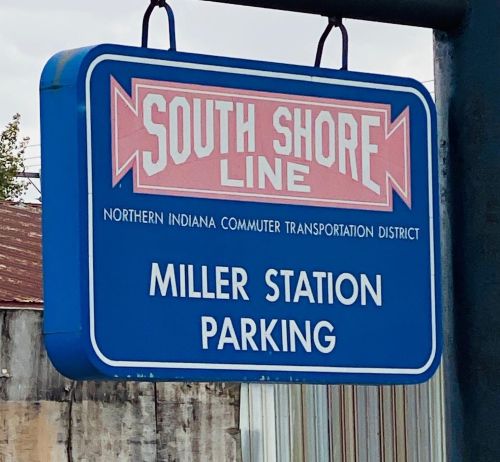 SOUTH SHORE
LINE
NORTHERN INDIANA COMMUTER TRANSPORTATION DISTRICT
MILLER STATION
PARKING